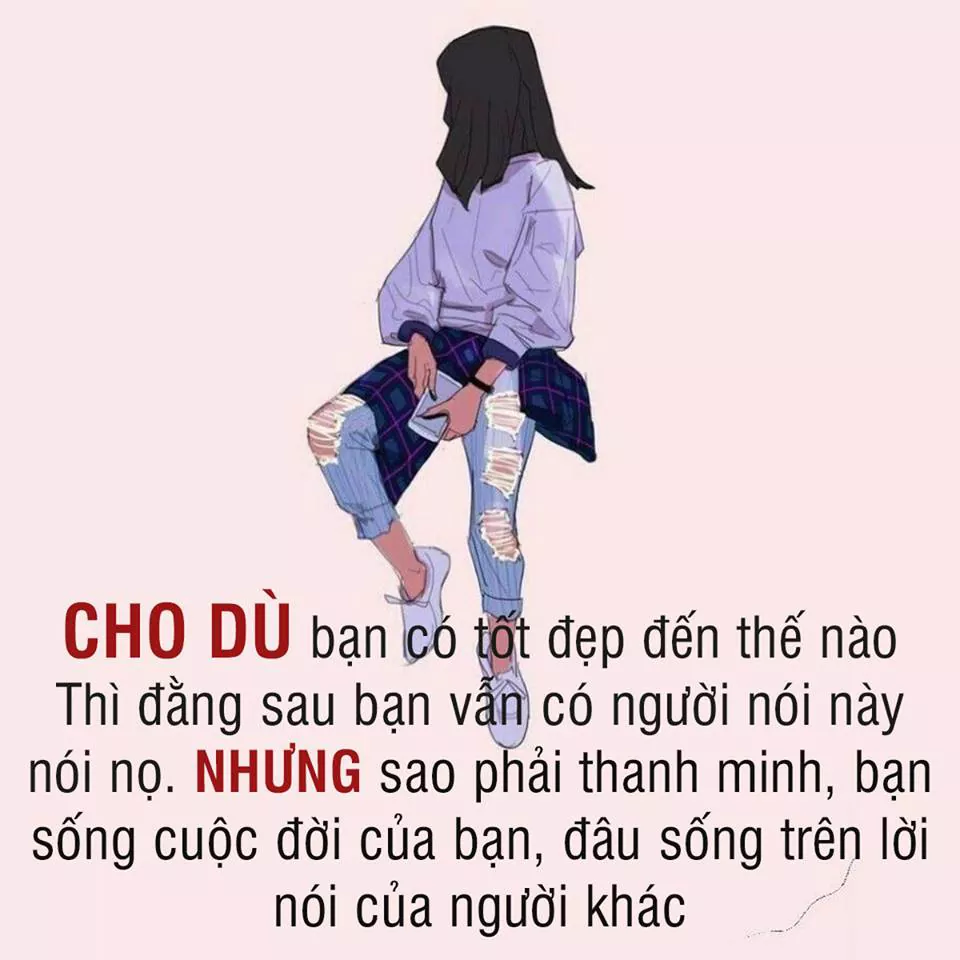 CHO DÙ bạn có tốt đẹp đến thế nào
Thì đằng sau bạn vẫn có người nói này
nói nọ. NHƯNG sao phải thanh minh, bạn
sống cuộc đời của bạn, đâu sống trên lời
nói của người khác